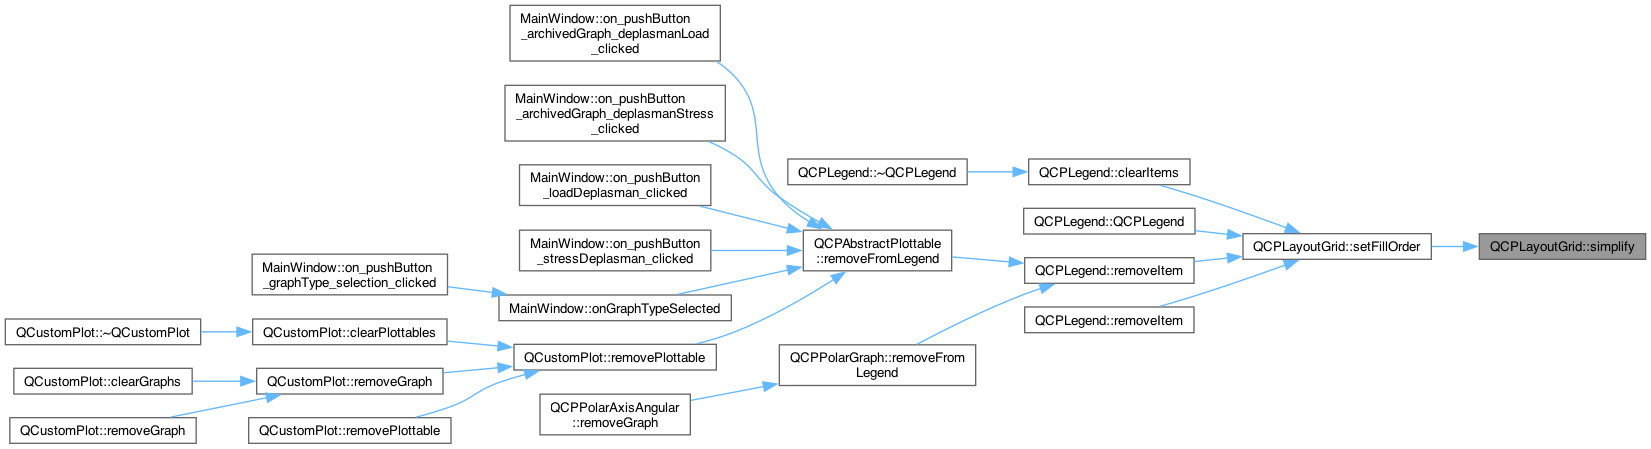 MainWindow::on_pushButton
_archivedGraph_deplasmanLoad
_clicked
MainWindow::on_pushButton
_archivedGraph_deplasmanStress
_clicked
MainWindow::on_pushButton
_loadDeplasman_clicked
MainWindow::on_pushButton
_stressDeplasman_clicked
MainWindow::on_pushButton
_graphType_selection_clicked
MainWindow::onGraphTypeSelected
QCustomPlot::~QCustomPlot
QCustomPlot::clearPlottables
QCustomPlot::removePlottable
QCustomPlot::clearGraphs
QCustomPlot::removeGraph
QCustomPlot::removeGraph
QCustomPlot::removePlottable
QCPPolarAxisAngular
::removeGraph
QCPLegend::~QCPLegend
QCPAbstractPlottable
::removeFromLegend
QCPPolarGraph::removeFrom
Legend
QCPLegend::clearItems
QCPLegend::QCPLegend
QCPLegend::removeItem
QCPLegend::removeItem
QCPLayoutGrid::setFillOrder
QCPLayoutGrid::simplify